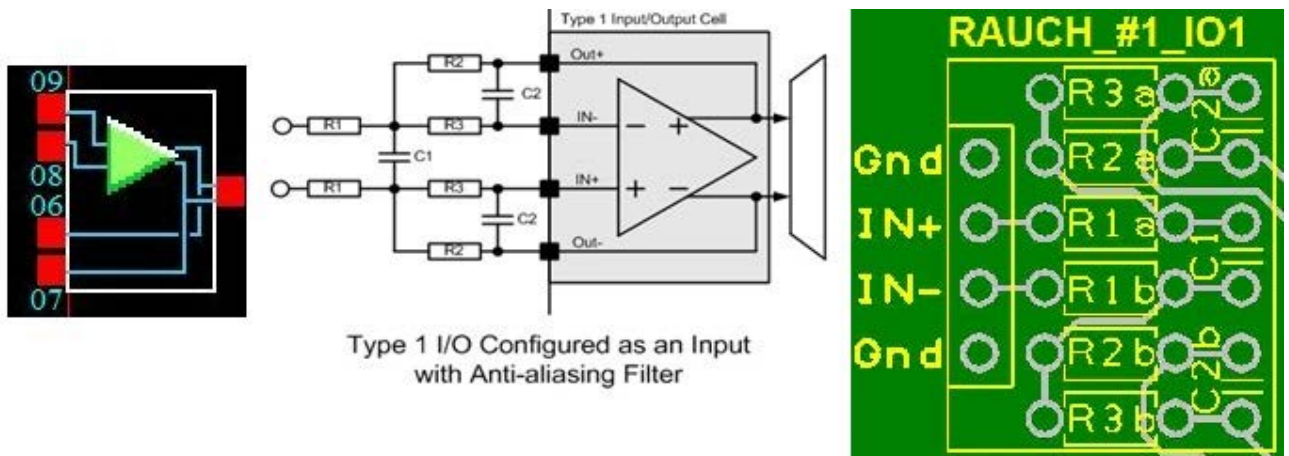 09
08
06
07
Type 1 Input/Output Cell
Out+
R2
C2
R1
R3
IN-
- +
C1
R1
R3
IN+
+ -
C2
R2
Out-
Type 1 I/O Configured as an Input
with Anti-aliasing Filter
RAUCH_#1_IO1
R3a
C2a
Gnd
R2a
IN+
R1a
C1
IN-
R1b
Gnd
R2b
C2b
R3b